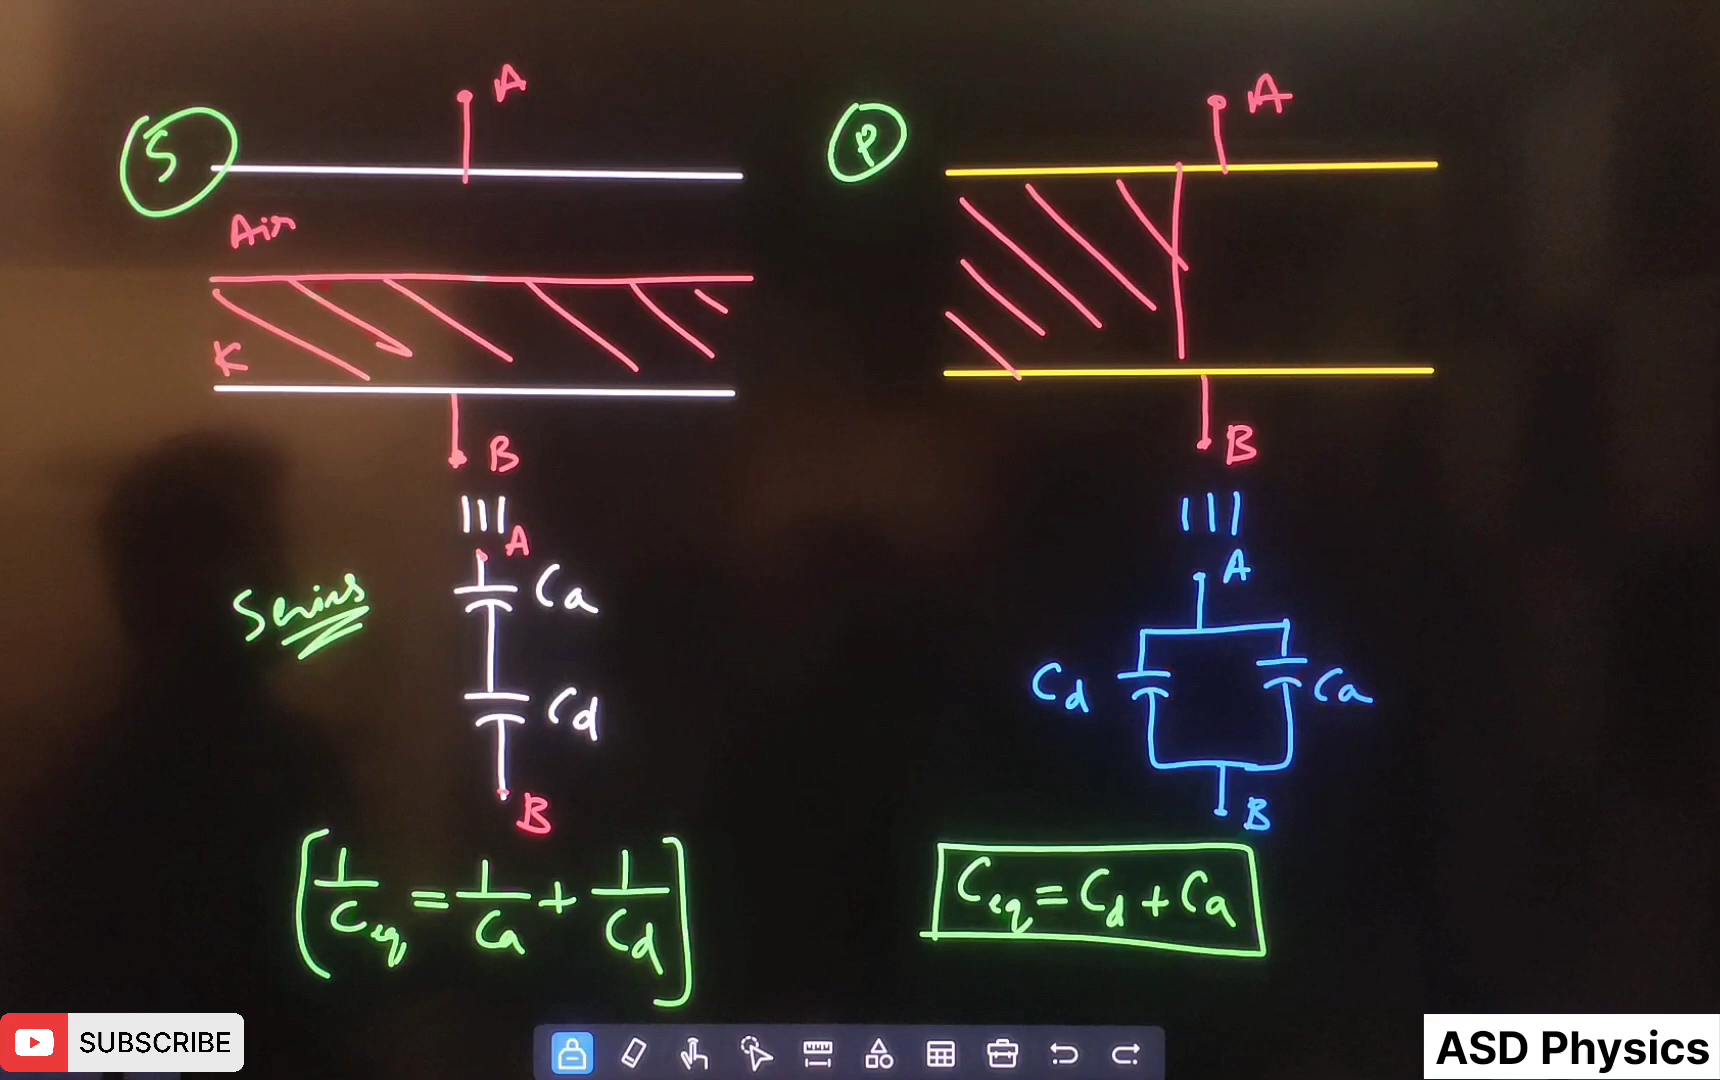 S
A
Air
K
B
A
Ca
Series
Cd
B
1/Ceq = 1/Ca + 1/Cd
P
A
B
A
Cd
Ca
B
Ceq = Cd + Ca
SUBSCRIBE
ASD Physics